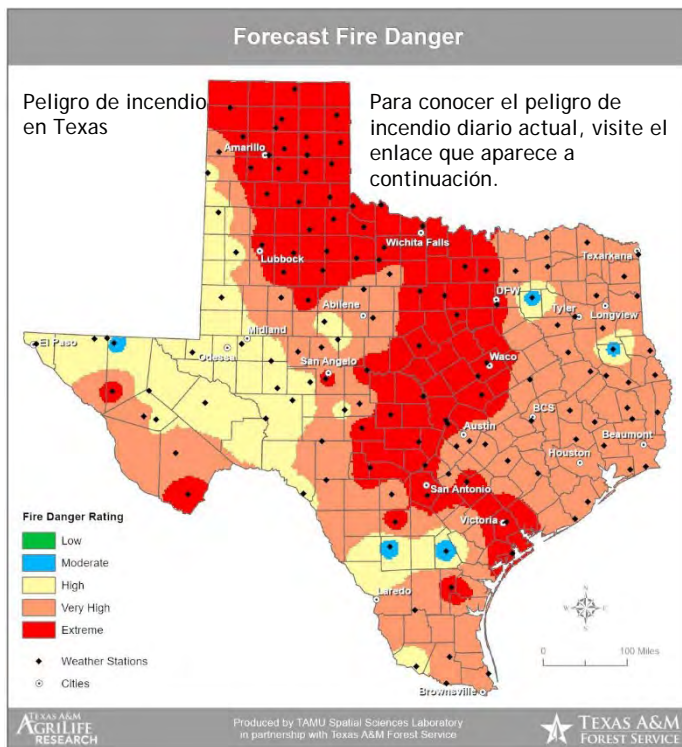 Forecast Fire Danger
Peligro de incendio
en Texas
Para conocer el peligro de
incendio diario actual, visite el
enlace que aparece a
continuación.
Amarillo
Wichita Falls
Lubbock
Texarkana
DFW
Abilene
Tyler
Longview
Midland
El Paso
Odessa
San Angelo
Waco
BCS
Austin
Beaumont
Houston
San Antonio
Victoria
Fire Danger Rating
Low
Moderate
High
Very High
Extreme
Weather Stations
Cities
Laredo
Brownsville
N
W
E
S
0 100 Miles
TEXAS A&M
AGRILIFE
RESEARCH
Produced by TAMU Spatial Sciences Laboratory
in partnership with Texas A&M Forest Service
TEXAS A&M
FOREST SERVICE